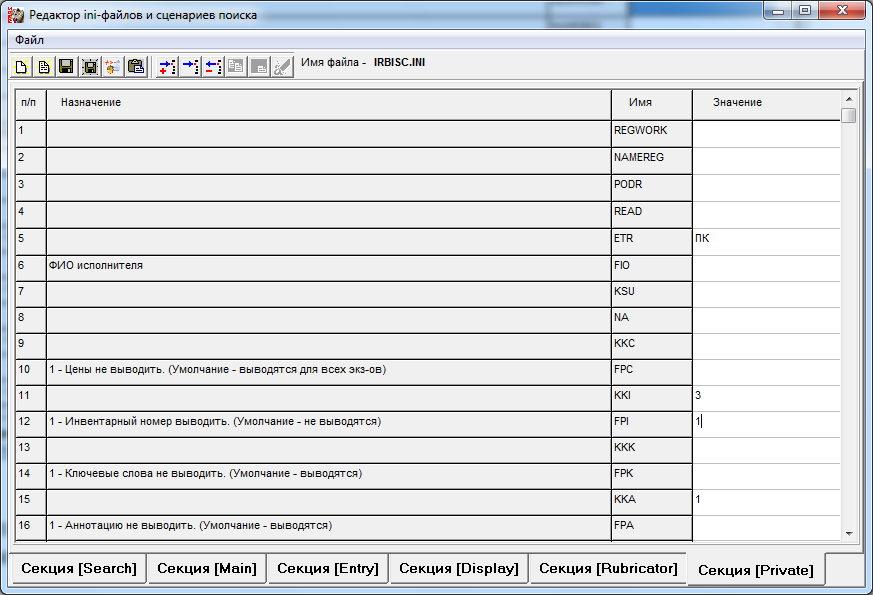 Редактор ini-файлов и сценариев поиска
Файл
Имя файла - IRBISC.INI
п/п Назначение Имя Значение
1 REGWORK
2 NAMEREG
3 PODR
4 READ
5 ETR ПК
6 ФИО исполнителя FIO
7 KSU
8 NA
9 KKC
10 1 - Цены не выводить. (Умолчание - выводятся для всех экз-ов) FPC
11 KKI 3
12 1 - Инвентарный номер выводить. (Умолчание - не выводятся) FPI 1
13 KKK
14 1 - Ключевые слова не выводить. (Умолчание - выводятся) FPK
15 KKA 1
16 1 - Аннотацию не выводить. (Умолчание - выводятся) FPA
Секция [Search] Секция [Main] Секция [Entry] Секция [Display] Секция [Rubricator] Секция [Private]